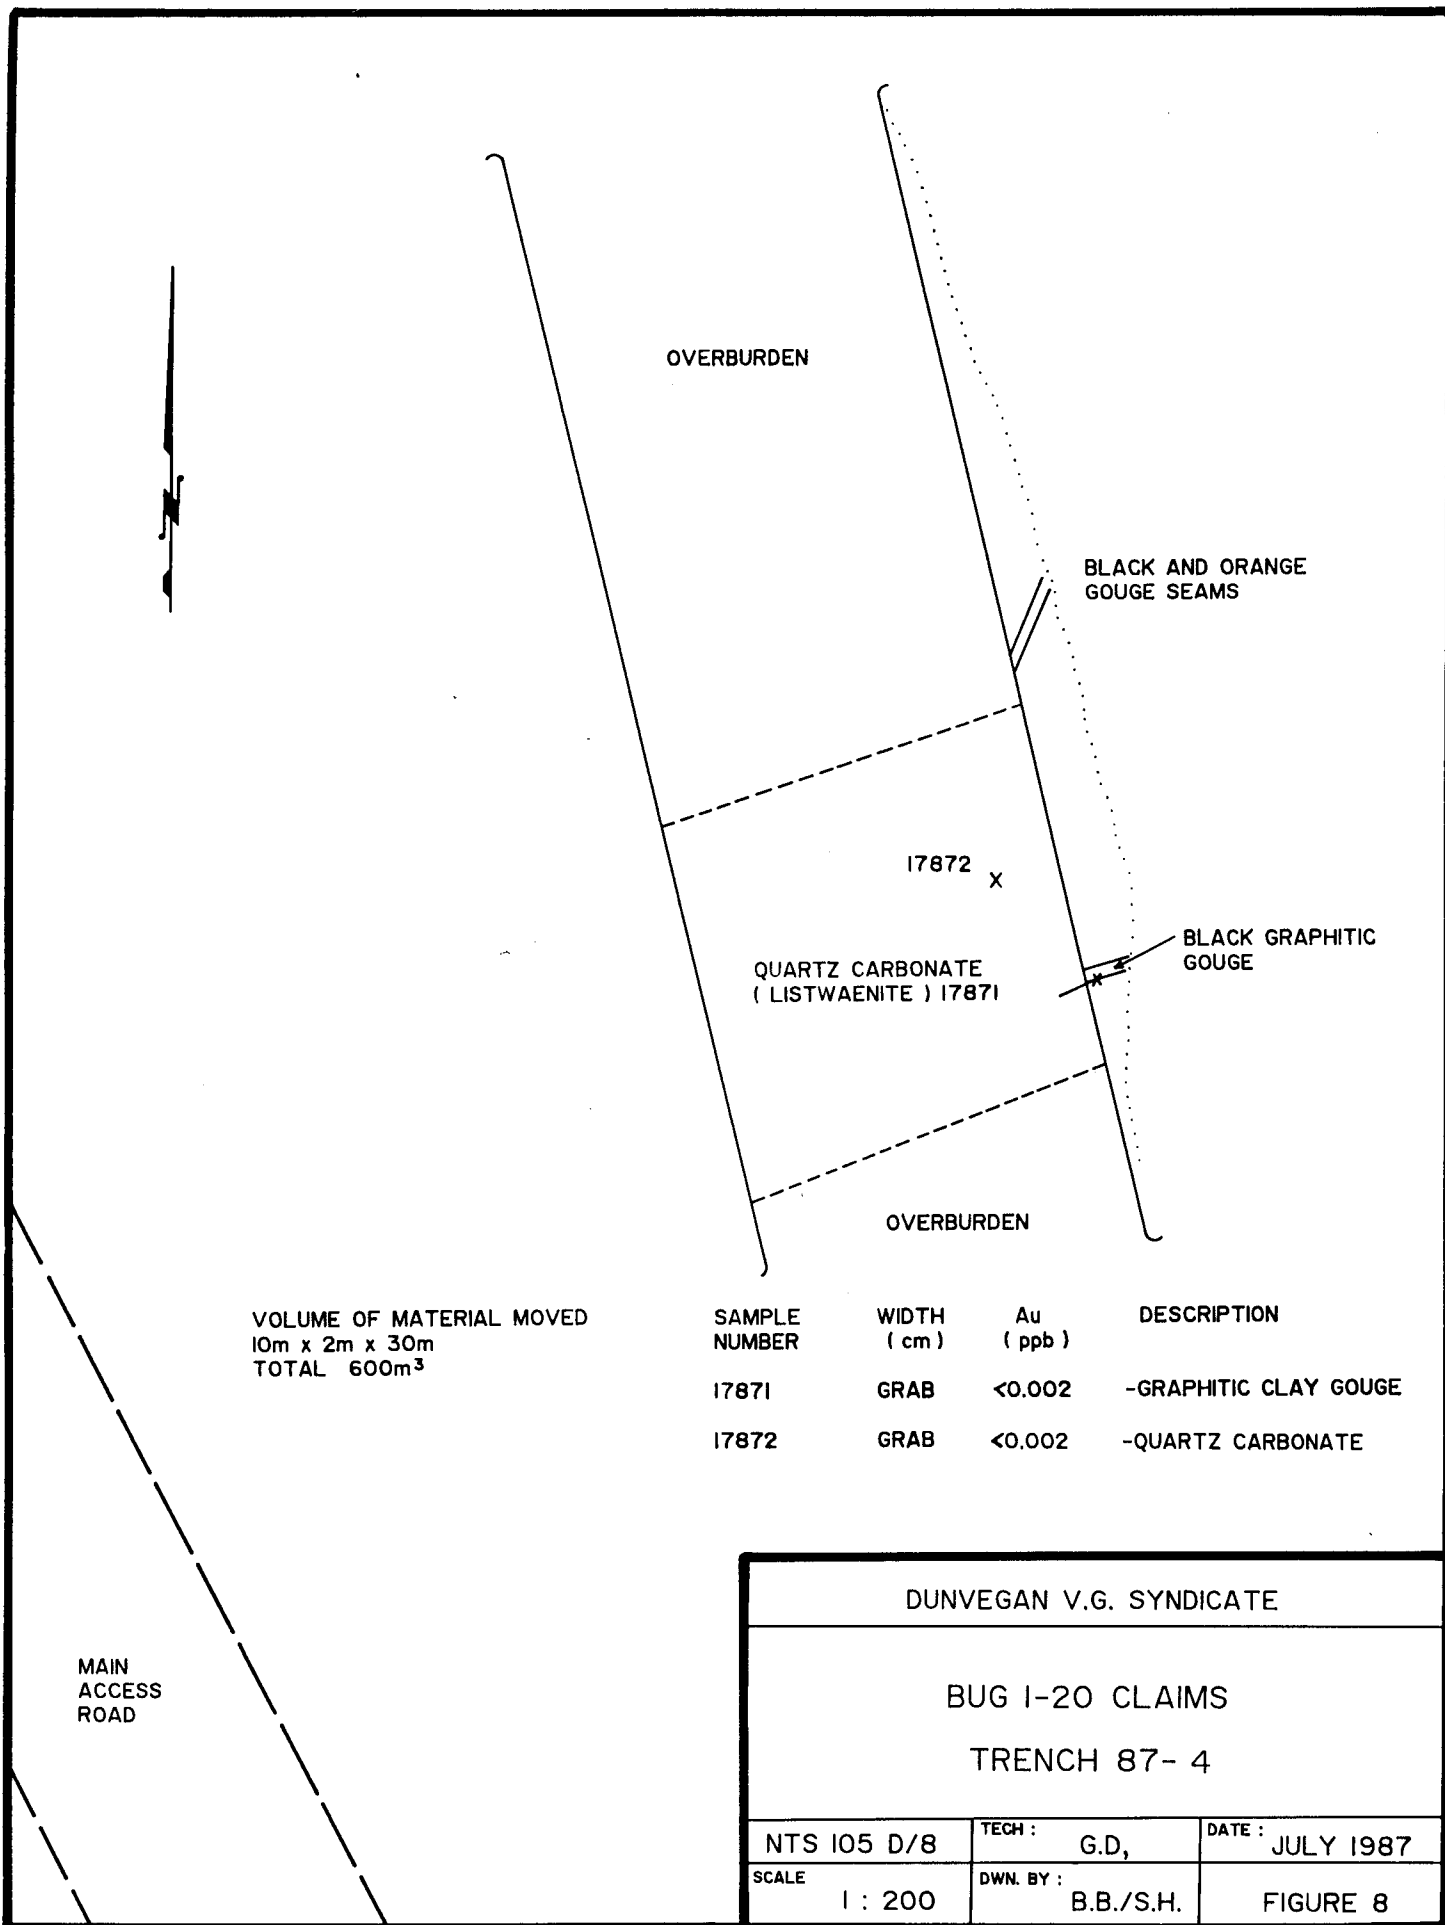 N
OVERBURDEN
BLACK AND ORANGE
GOUGE SEAMS
17872 X
BLACK GRAPHITIC
GOUGE
QUARTZ CARBONATE
( LISTWAENITE ) 17871
X
OVERBURDEN
VOLUME OF MATERIAL MOVED
10m x 2m x 30m
TOTAL 600m³
SAMPLE WIDTH Au DESCRIPTION
NUMBER ( cm ) ( ppb )
17871 GRAB <0.002 -GRAPHITIC CLAY GOUGE
17872 GRAB <0.002 -QUARTZ CARBONATE
MAIN
ACCESS
ROAD
DUNVEGAN V.G. SYNDICATE
BUG 1-20 CLAIMS
TRENCH 87- 4
NTS 105 D/8 TECH : G.D, DATE : JULY 1987
SCALE 1 : 200 DWN. BY : B.B./S.H. FIGURE 8